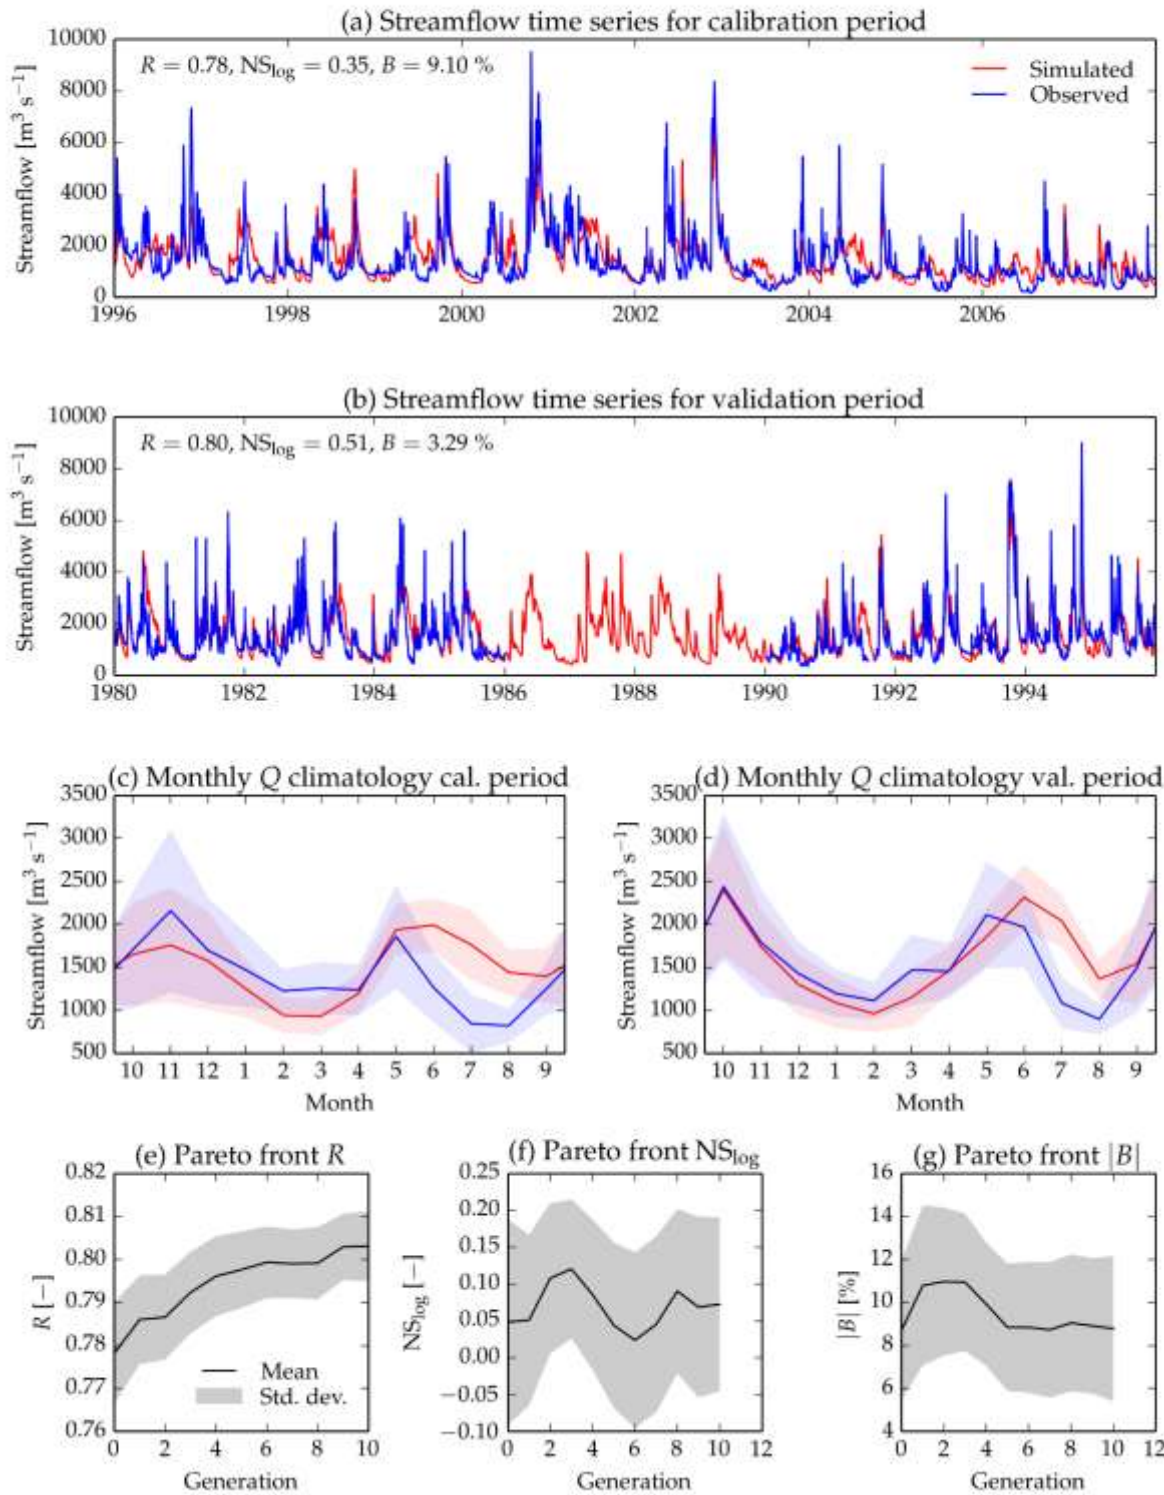 (a) Streamflow time series for calibration period
R = 0.78, NSlog = 0.35, B = 9.10 %
Simulated
Observed
Streamflow [m³ s⁻¹]
10000
8000
6000
4000
2000
0
1996 1998 2000 2002 2004 2006
(b) Streamflow time series for validation period
R = 0.80, NSlog = 0.51, B = 3.29 %
Streamflow [m³ s⁻¹]
10000
8000
6000
4000
2000
0
1980 1982 1984 1986 1988 1990 1992 1994
(c) Monthly Q climatology cal. period
Streamflow [m³ s⁻¹]
3500
3000
2500
2000
1500
1000
500
10 11 12 1 2 3 4 5 6 7 8 9
Month
(d) Monthly Q climatology val. period
Streamflow [m³ s⁻¹]
3500
3000
2500
2000
1500
1000
500
10 11 12 1 2 3 4 5 6 7 8 9
Month
(e) Pareto front R
R [−]
0.82
0.81
0.80
0.79
0.78
0.77
0.76
Mean
Std. dev.
0 2 4 6 8 10
Generation
(f) Pareto front NSlog
NSlog [−]
0.25
0.20
0.15
0.10
0.05
0.00
−0.05
−0.10
0 2 4 6 8 10 12
Generation
(g) Pareto front |B|
|B| [%]
16
14
12
10
8
6
4
0 2 4 6 8 10 12
Generation